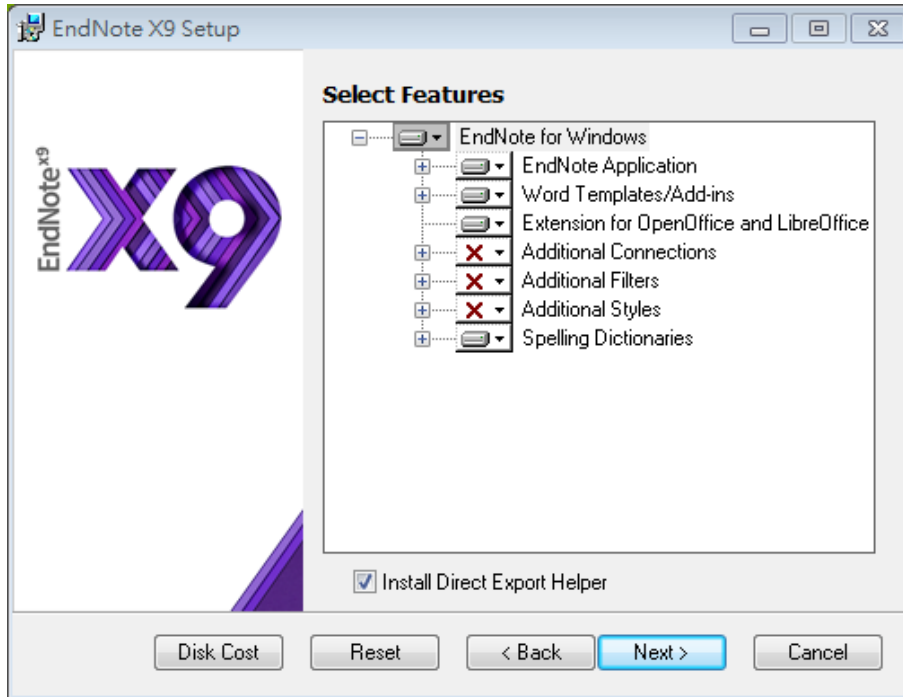 EndNote X9 Setup
EndNote x9
X9
Select Features
EndNote for Windows
EndNote Application
Word Templates/Add-ins
Extension for OpenOffice and LibreOffice
Additional Connections
Additional Filters
Additional Styles
Spelling Dictionaries
Install Direct Export Helper
Disk Cost
Reset
< Back
Next >
Cancel